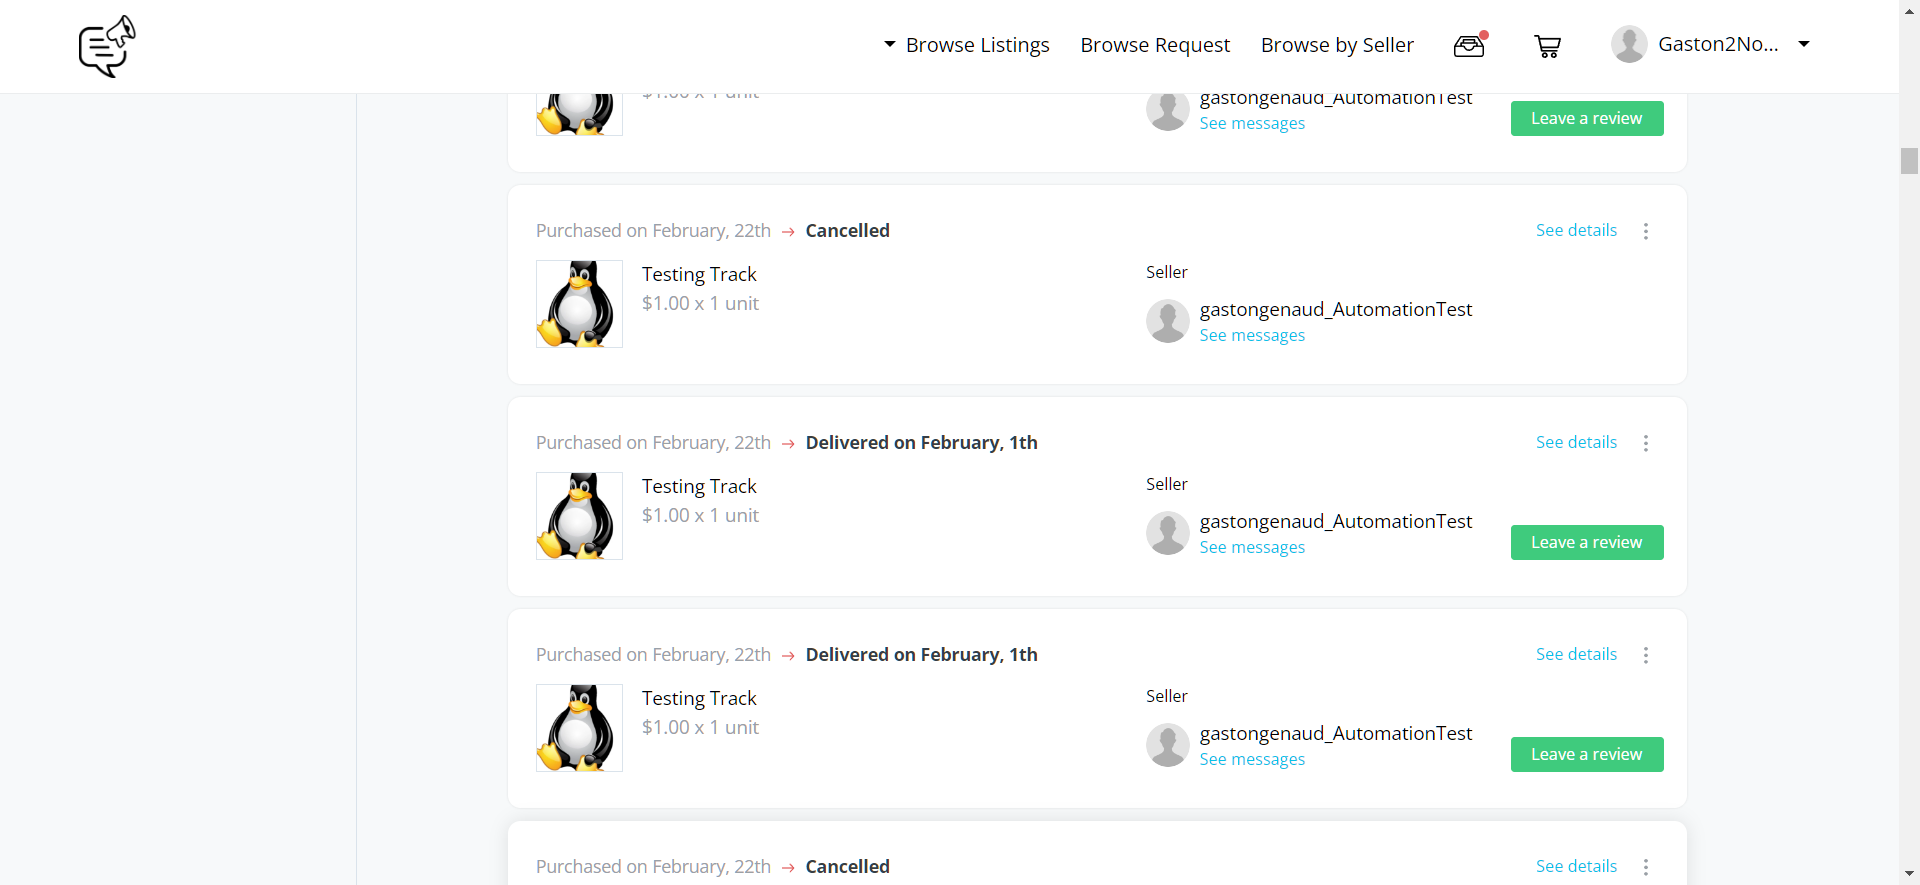 Browse Listings
Browse Request
Browse by Seller
Gaston2No...
$1.00 x 1 unit
gastongenaud_AutomationTest
See messages
Leave a review
Purchased on February, 22th → Cancelled
See details
Testing Track
$1.00 x 1 unit
Seller
gastongenaud_AutomationTest
See messages
Purchased on February, 22th → Delivered on February, 1th
See details
Testing Track
$1.00 x 1 unit
Seller
gastongenaud_AutomationTest
See messages
Leave a review
Purchased on February, 22th → Delivered on February, 1th
See details
Testing Track
$1.00 x 1 unit
Seller
gastongenaud_AutomationTest
See messages
Leave a review
Purchased on February, 22th → Cancelled
See details